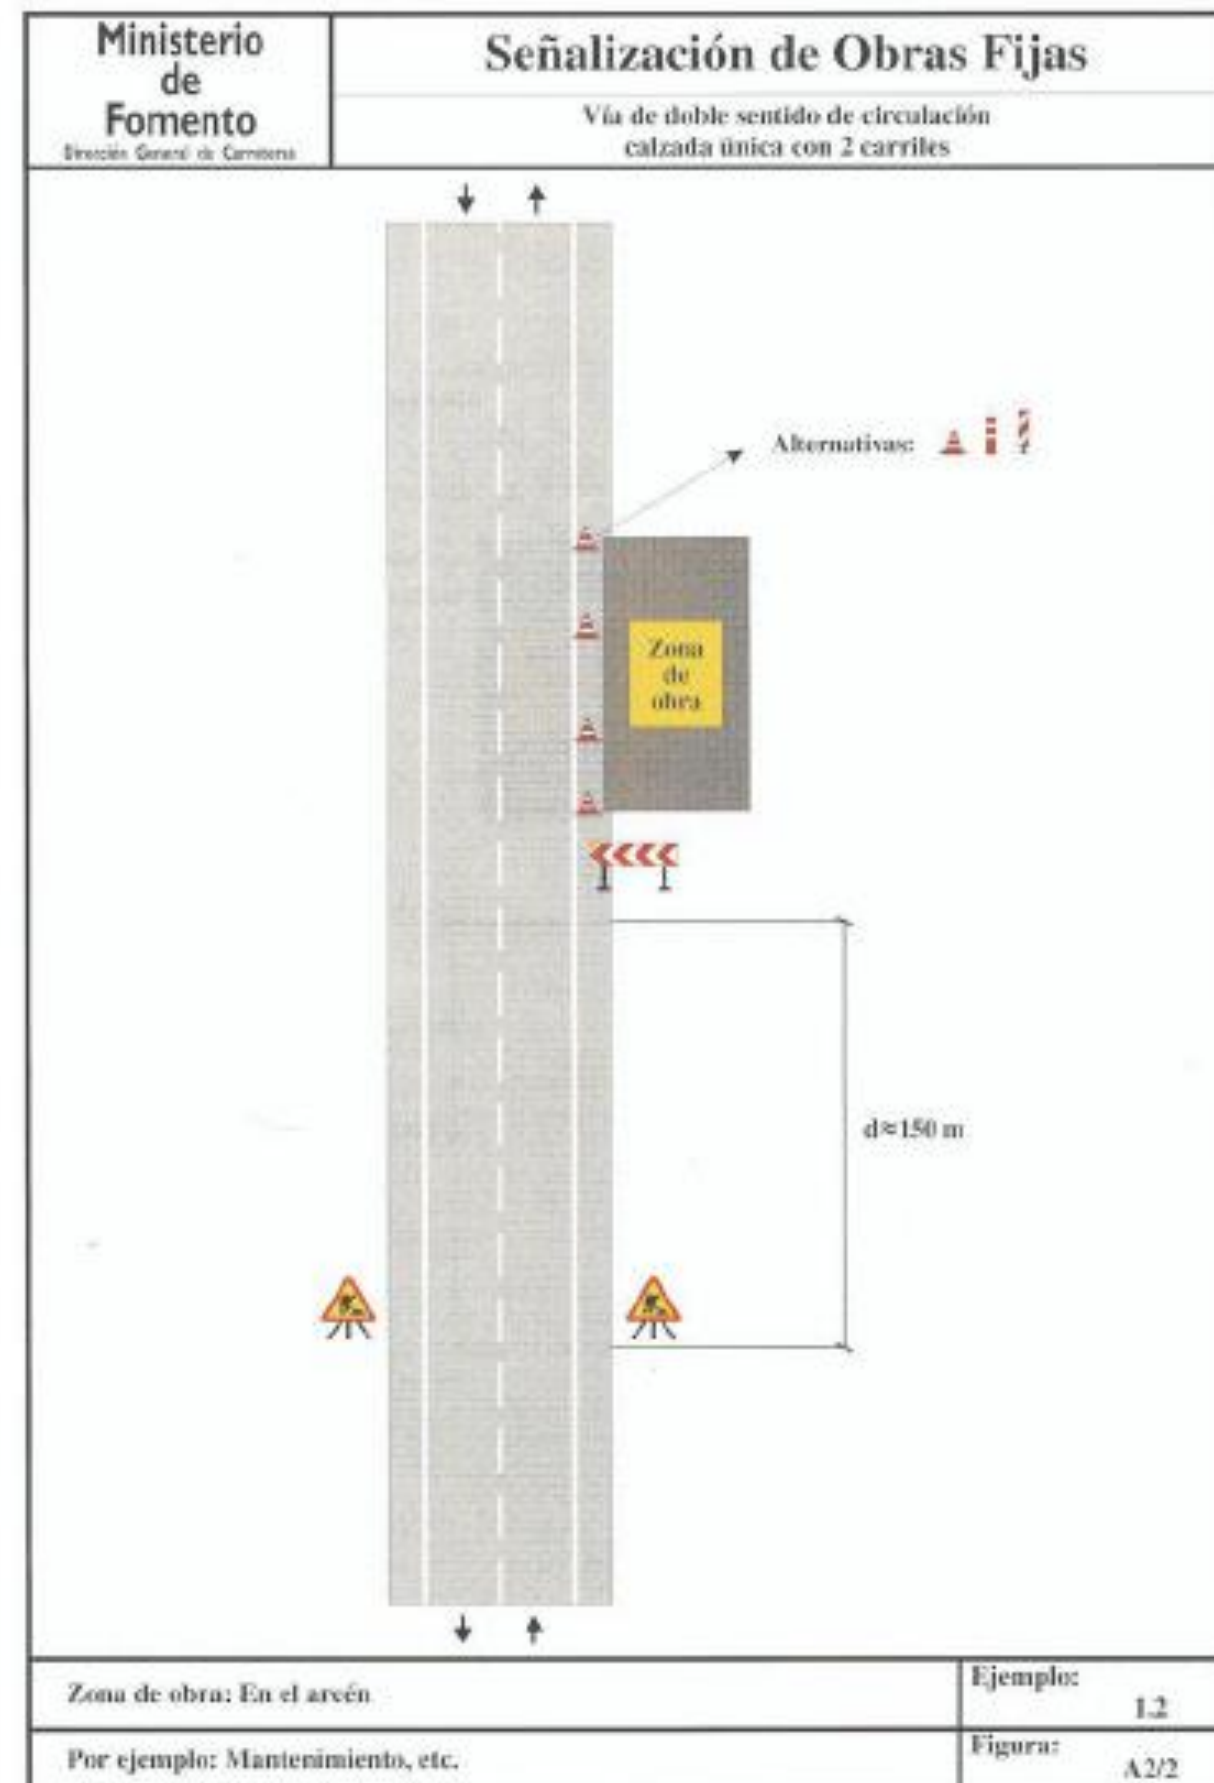 Ministerio
de
Fomento
Dirección General de Carreteras
Señalización de Obras Fijas
Vía de doble sentido de circulación
calzada única con 2 carriles
Alternativas:
Zona
de
obra
d≈150 m
Zona de obra: En el arcén
Ejemplo:
1.2
Por ejemplo: Mantenimiento, etc.
Figura:
A2/2